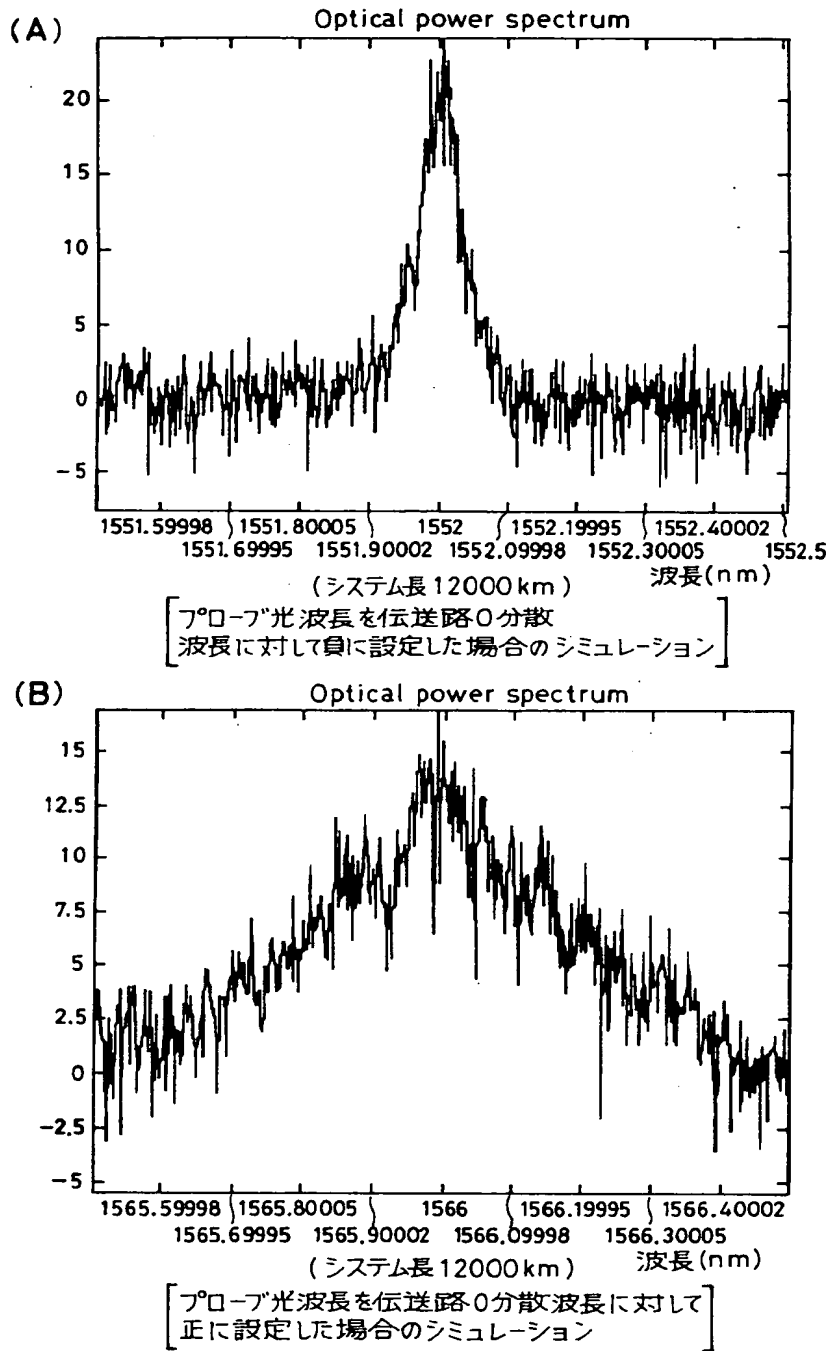 (A)
Optical power spectrum
20
15
10
5
0
-5
1551.59998 1551.80005 1552 1552.19995 1552.40002
1551.69995 1551.90002 1552.09998 1552.30005 1552.5
(システム長12000km) 波長(nm)
プローブ光波長を伝送路0分散
波長に対して負に設定した場合のシミュレーション
(B)
Optical power spectrum
15
12.5
10
7.5
5
2.5
0
-2.5
-5
1565.59998 1565.80005 1566 1566.19995 1566.40002
1565.69995 1565.90002 1566.09998 1566.30005
(システム長12000km) 波長(nm)
プローブ光波長を伝送路0分散波長に対して
正に設定した場合のシミュレーション